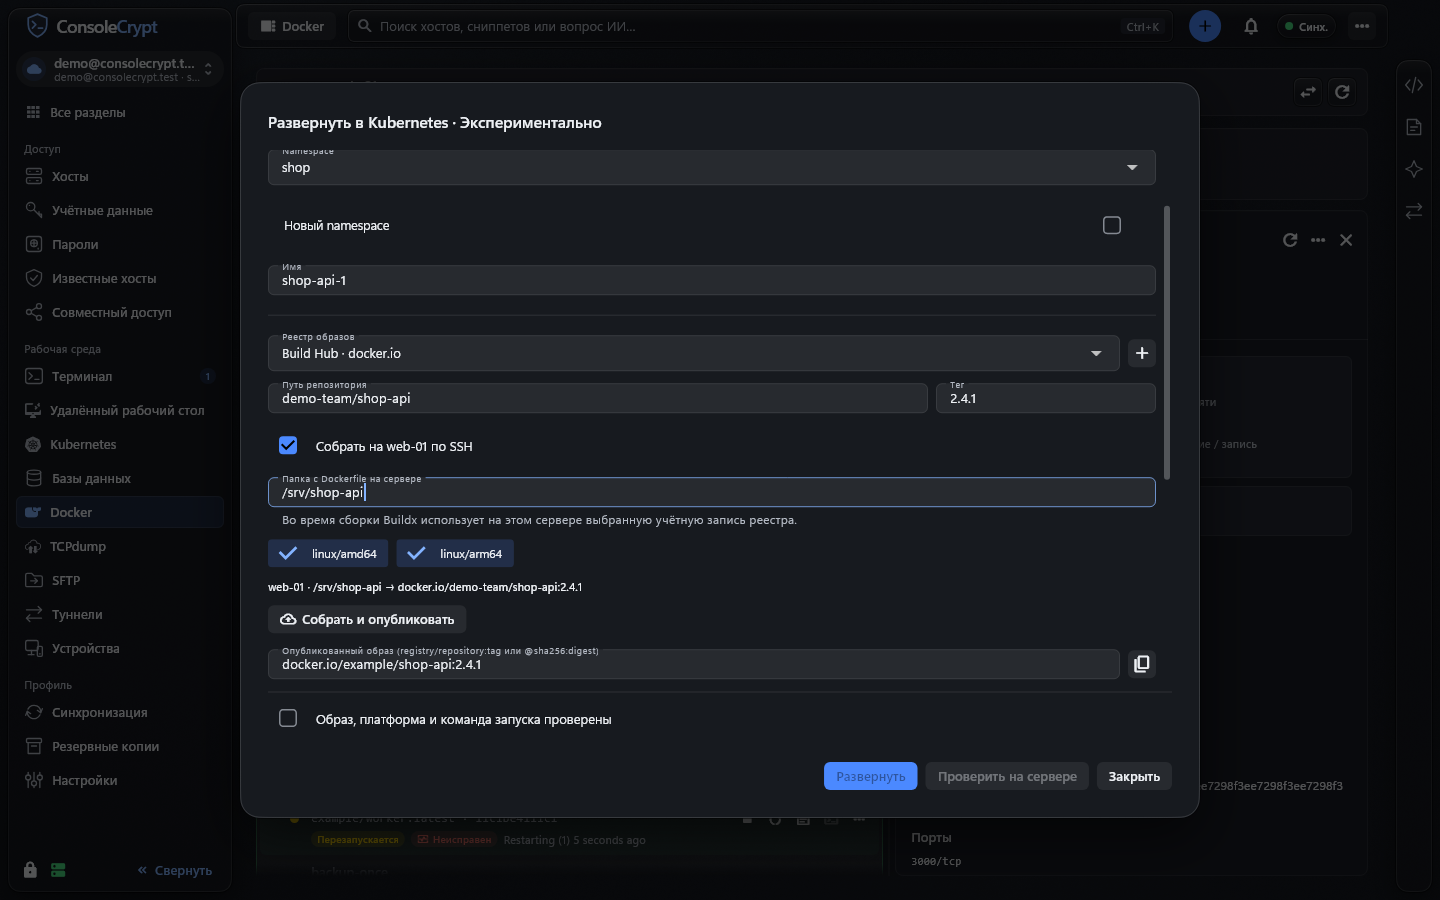 ConsoleCrypt
demo@consolecrypt.t...
demo@consolecrypt.test · s...
Все разделы
Доступ
Хосты
Учётные данные
Пароли
Известные хосты
Совместный доступ
Рабочая среда
Терминал
1
Удалённый рабочий стол
Kubernetes
Базы данных
Docker
TCPdump
SFTP
Туннели
Устройства
Профиль
Синхронизация
Резервные копии
Настройки
« Свернуть
Docker
Поиск хостов, сниппетов или вопрос ИИ...
Ctrl+K
Синх.
Развернуть в Kubernetes · Экспериментально
Namespace
shop
Новый namespace
Имя
shop-api-1
Реестр образов
Build Hub · docker.io
Путь репозитория
demo-team/shop-api
Тег
2.4.1
Собрать на web-01 по SSH
Папка с Dockerfile на сервере
/srv/shop-api
Во время сборки Buildx использует на этом сервере выбранную учётную запись реестра.
linux/amd64
linux/arm64
web-01 · /srv/shop-api → docker.io/demo-team/shop-api:2.4.1
Собрать и опубликовать
Опубликованный образ (registry/repository:tag или @sha256:digest)
docker.io/example/shop-api:2.4.1
Образ, платформа и команда запуска проверены
Развернуть
Проверить на сервере
Закрыть
Перезапускается
Неисправен
Restarting (1) 5 seconds ago
e / запись
e7298f3ee7298f3ee7298f3
Порты
3000/tcp